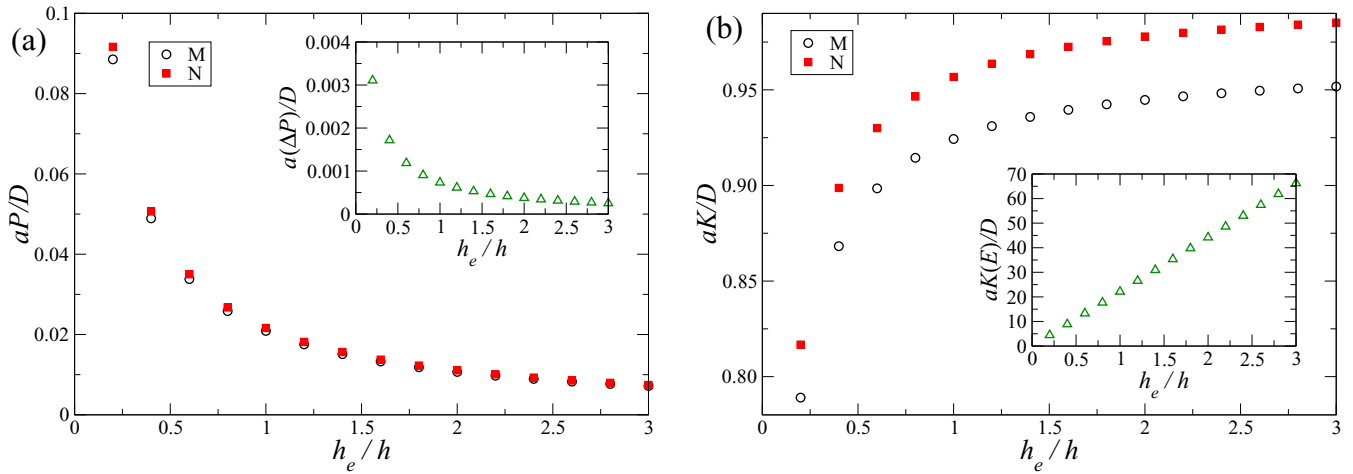 (a)
aP/D
0.1
0.08
0.06
0.04
0.02
0
M
N
a(ΔP)/D
0.004
0.003
0.002
0.001
0
0 0.5 1 1.5 2 2.5 3
h_e / h
0 0.5 1 1.5 2 2.5 3
h_e / h
(b)
aK/D
0.95
0.90
0.85
0.80
M
N
aK(E)/D
70
60
50
40
30
20
10
0
0 0.5 1 1.5 2 2.5 3
h_e / h
0 0.5 1 1.5 2 2.5 3
h_e / h